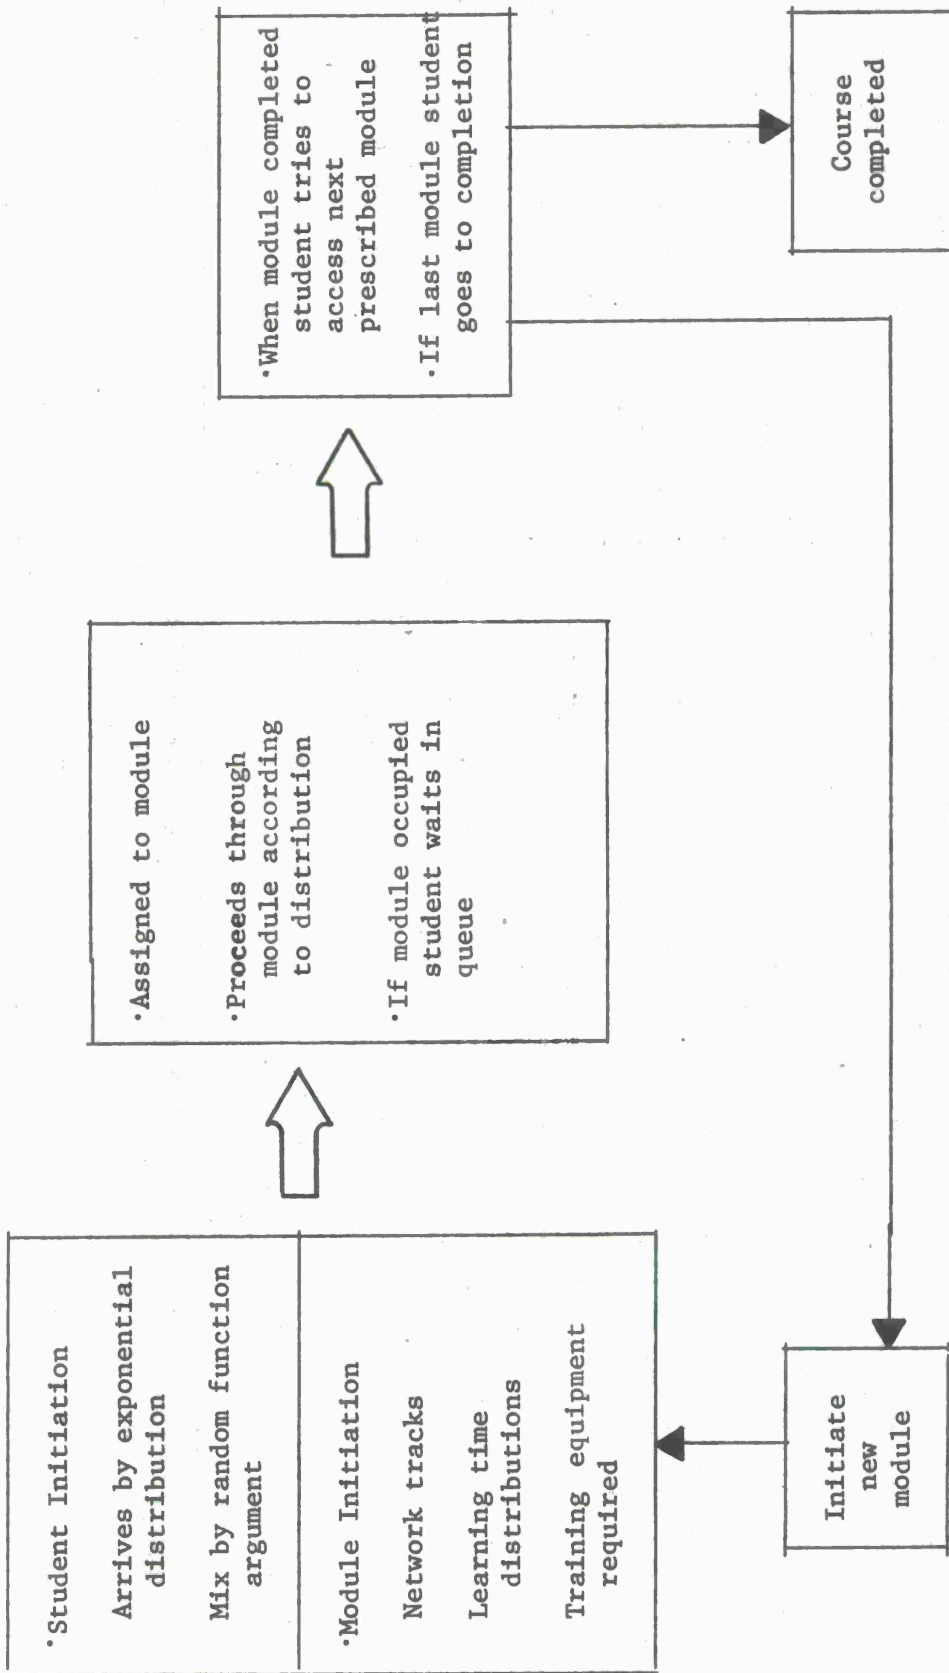 ·Student Initiation
Arrives by exponential
distribution
Mix by random function
argument
·Module Initiation
Network tracks
Learning time
distributions
Training equipment
required
·Assigned to module
·Proceeds through
module according
to distribution
·If module occupied
student waits in
queue
·When module completed
student tries to
access next
prescribed module
·If last module student
goes to completion
Initiate
new
module
Course
completed